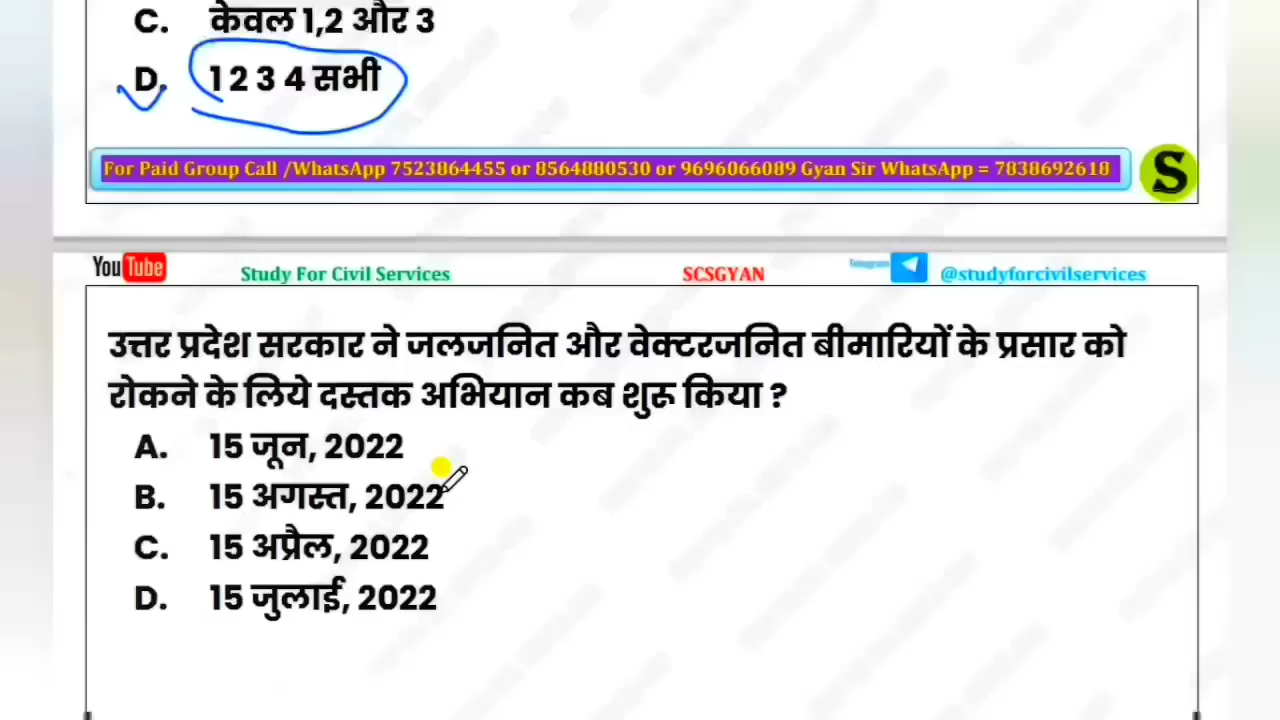 C. केवल 1,2 और 3
D. 1 2 3 4 सभी
For Paid Group Call /WhatsApp 7523864455 or 8564880530 or 9696066089 Gyan Sir WhatsApp = 7838692618
S
YouTube Study For Civil Services SCSGYAN Telegram @studyforcivilservices
उत्तर प्रदेश सरकार ने जलजनित और वेक्टरजनित बीमारियों के प्रसार को
रोकने के लिये दस्तक अभियान कब शुरू किया ?
A. 15 जून, 2022
B. 15 अगस्त, 2022
C. 15 अप्रैल, 2022
D. 15 जुलाई, 2022